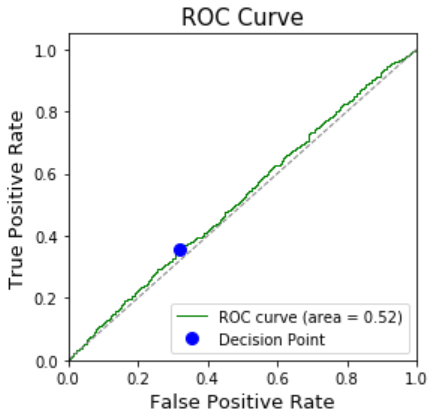 ROC Curve
1.0
0.8
0.6
0.4
0.2
0.0
True Positive Rate
ROC curve (area = 0.52)
Decision Point
0.0 0.2 0.4 0.6 0.8 1.0
False Positive Rate